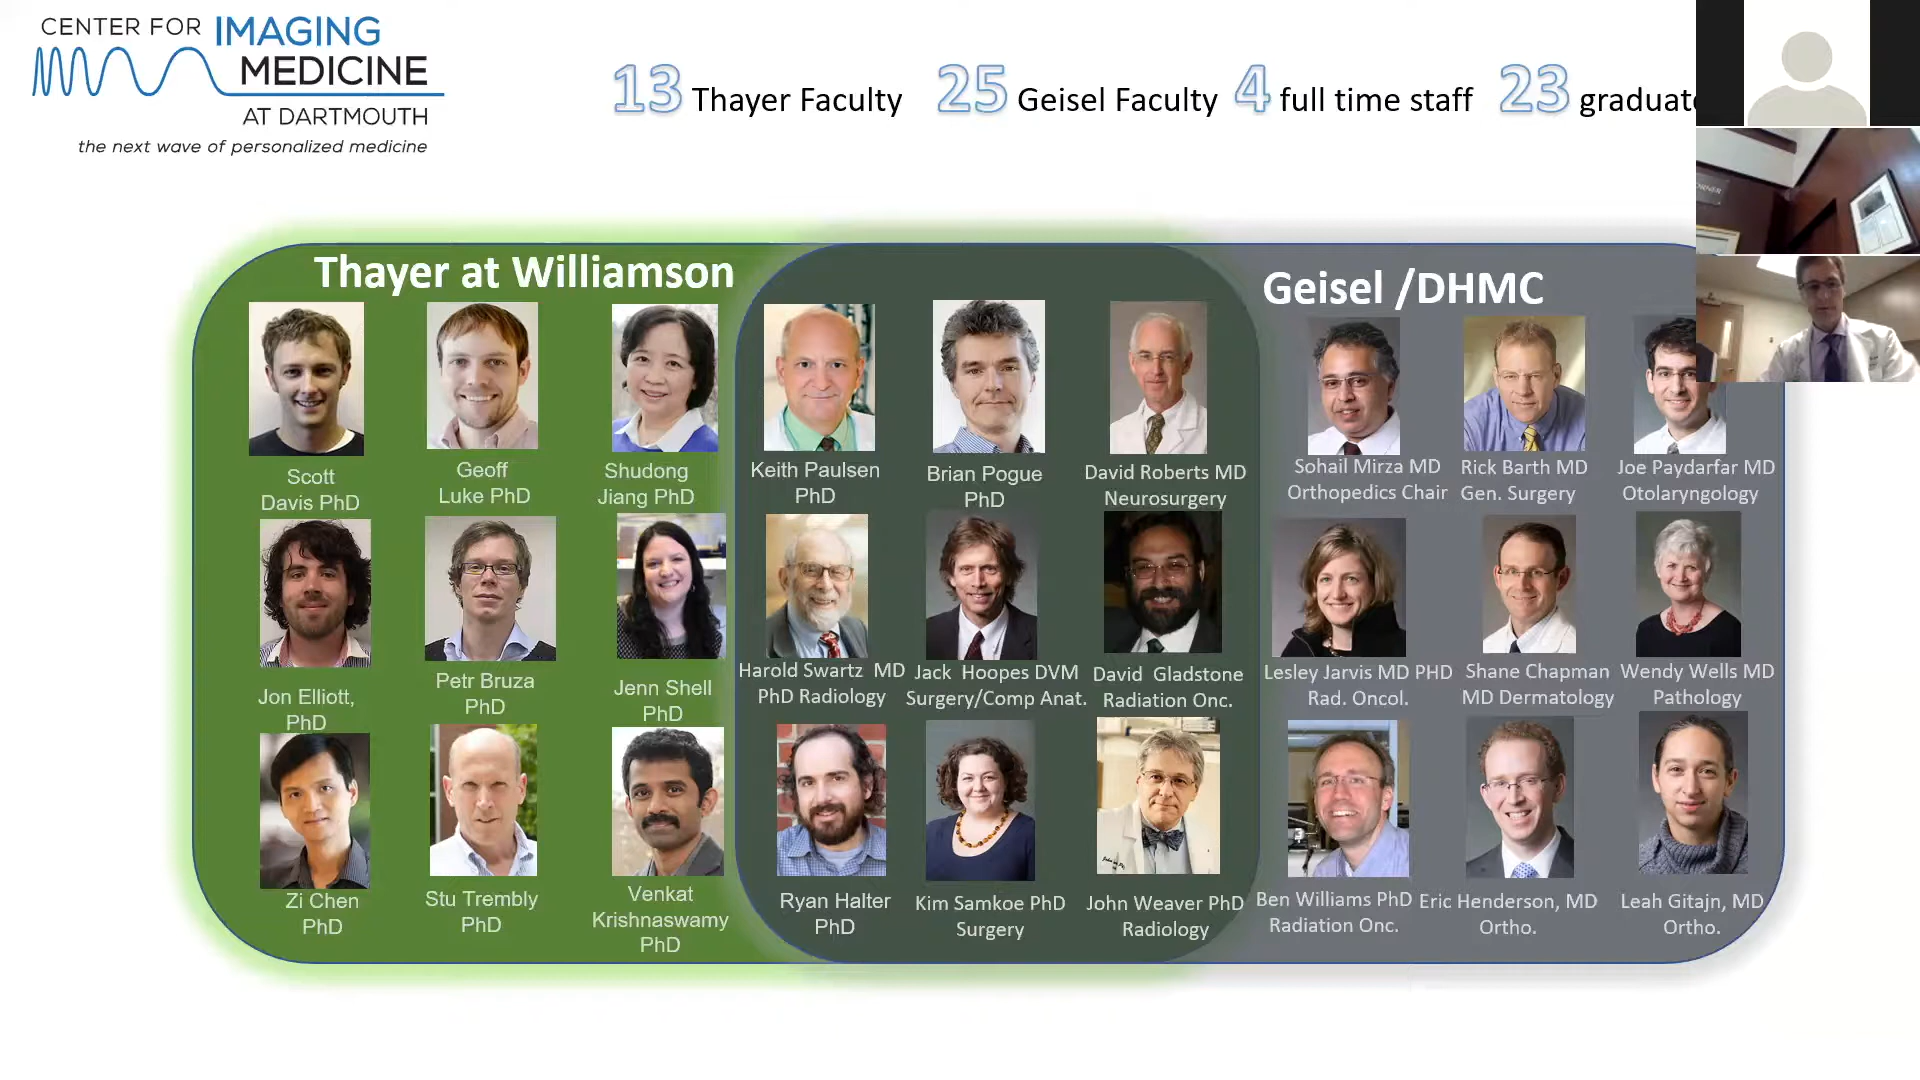 CENTER FOR IMAGING
MEDICINE
AT DARTMOUTH
the next wave of personalized medicine
13 Thayer Faculty 25 Geisel Faculty 4 full time staff 23 graduate
Thayer at Williamson
Geisel /DHMC
Scott
Davis PhD
Geoff
Luke PhD
Shudong
Jiang PhD
Keith Paulsen
PhD
Brian Pogue
PhD
David Roberts MD
Neurosurgery
Sohail Mirza MD
Orthopedics Chair
Rick Barth MD
Gen. Surgery
Joe Paydarfar MD
Otolaryngology
Jon Elliott,
PhD
Petr Bruza
PhD
Jenn Shell
PhD
Harold Swartz MD
PhD Radiology
Jack Hoopes DVM
Surgery/Comp Anat.
David Gladstone
Radiation Onc.
Lesley Jarvis MD PHD
Rad. Oncol.
Shane Chapman
MD Dermatology
Wendy Wells MD
Pathology
Zi Chen
PhD
Stu Trembly
PhD
Venkat
Krishnaswamy
PhD
Ryan Halter
PhD
Kim Samkoe PhD
Surgery
John Weaver PhD
Radiology
Ben Williams PhD
Radiation Onc.
Eric Henderson, MD
Ortho.
Leah Gitajn, MD
Ortho.